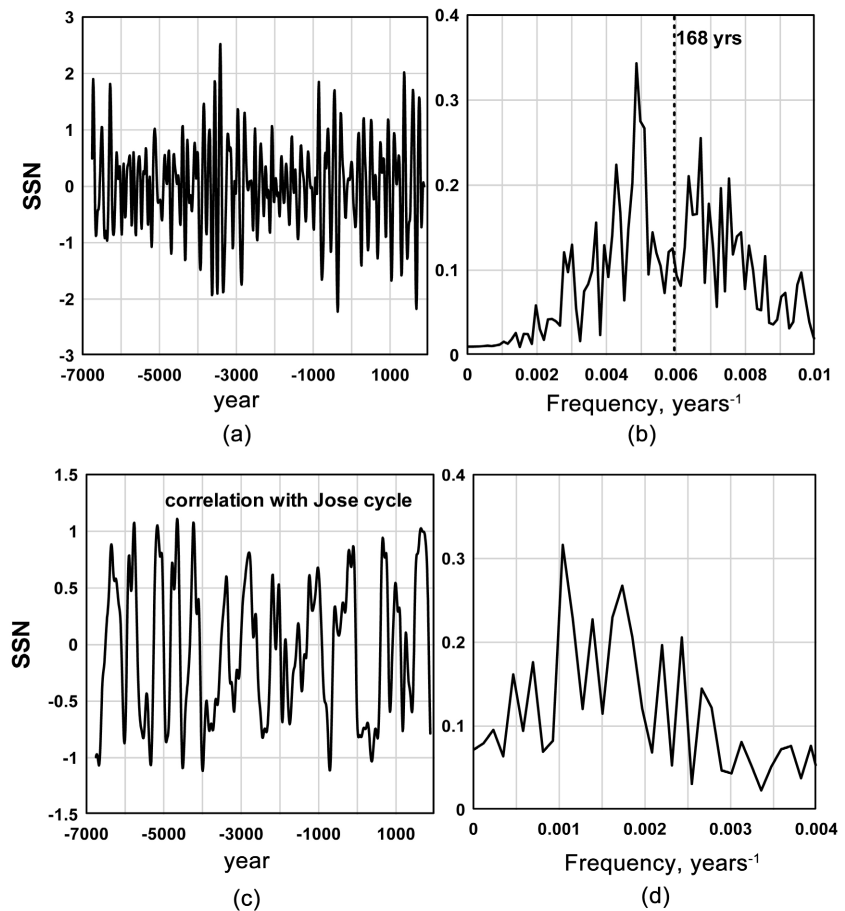 3
2
1
0
-1
-2
-3
SSN
-7000 -5000 -3000 -1000 1000
year
(a)
0.4
0.3
0.2
0.1
0
168 yrs
0 0.002 0.004 0.006 0.008 0.01
Frequency, years-1
(b)
1.5
1
0.5
0
-0.5
-1
-1.5
SSN
correlation with Jose cycle
-7000 -5000 -3000 -1000 1000
year
(c)
0.4
0.3
0.2
0.1
0
0 0.001 0.002 0.003 0.004
Frequency, years-1
(d)